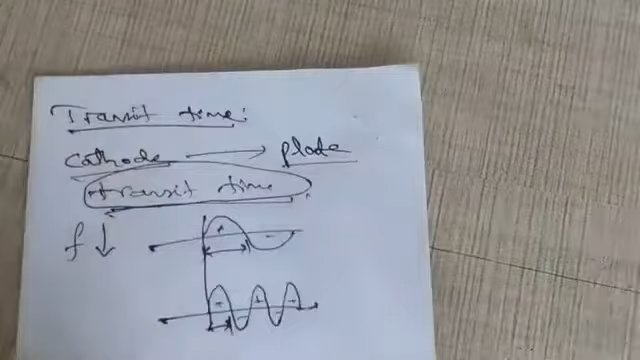 Transit time:
Cathode → plate
transit time
f ↓